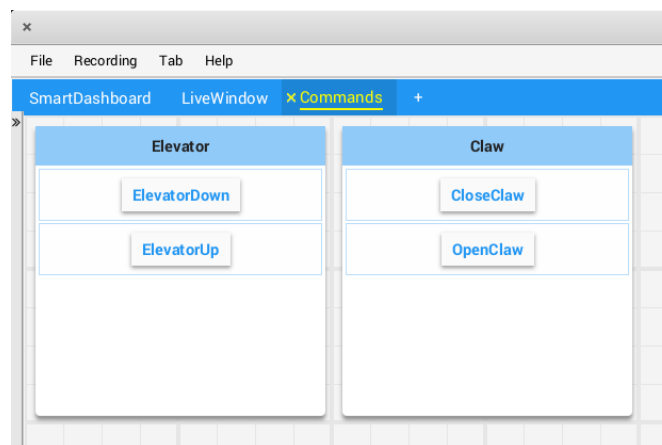 File Recording Tab Help
SmartDashboard LiveWindow Commands +
Elevator
ElevatorDown
ElevatorUp
Claw
CloseClaw
OpenClaw